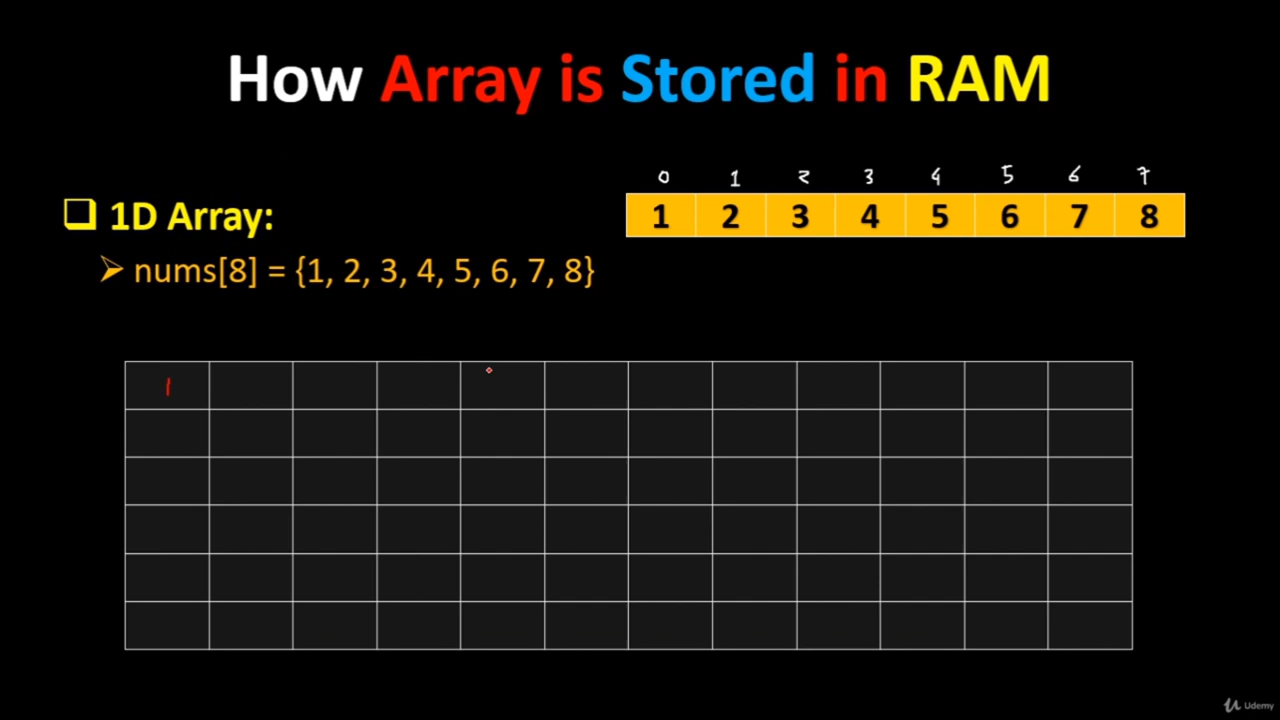 How Array is Stored in RAM
0 1 2 3 4 5 6 7
1D Array:
1 2 3 4 5 6 7 8
nums[8] = {1, 2, 3, 4, 5, 6, 7, 8}
1
Udemy